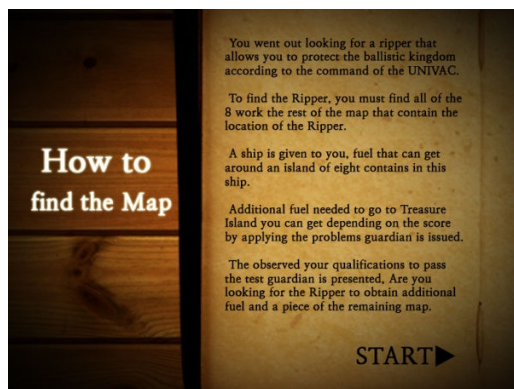 How to
find the Map
You went out looking for a ripper that
allows you to protect the ballistic kingdom
according to the command of the UNIVAC.
To find the Ripper, you must find all of the
8 work the rest of the map that contain the
location of the Ripper.
A ship is given to you, fuel that can get
around an island of eight contains in this
ship.
Additional fuel needed to go to Treasure
Island you can get depending on the score
by applying the problems guardian is issued.
The observed your qualifications to pass
the test guardian is presented, Are you
looking for the Ripper to obtain additional
fuel and a piece of the remaining map.
START▶